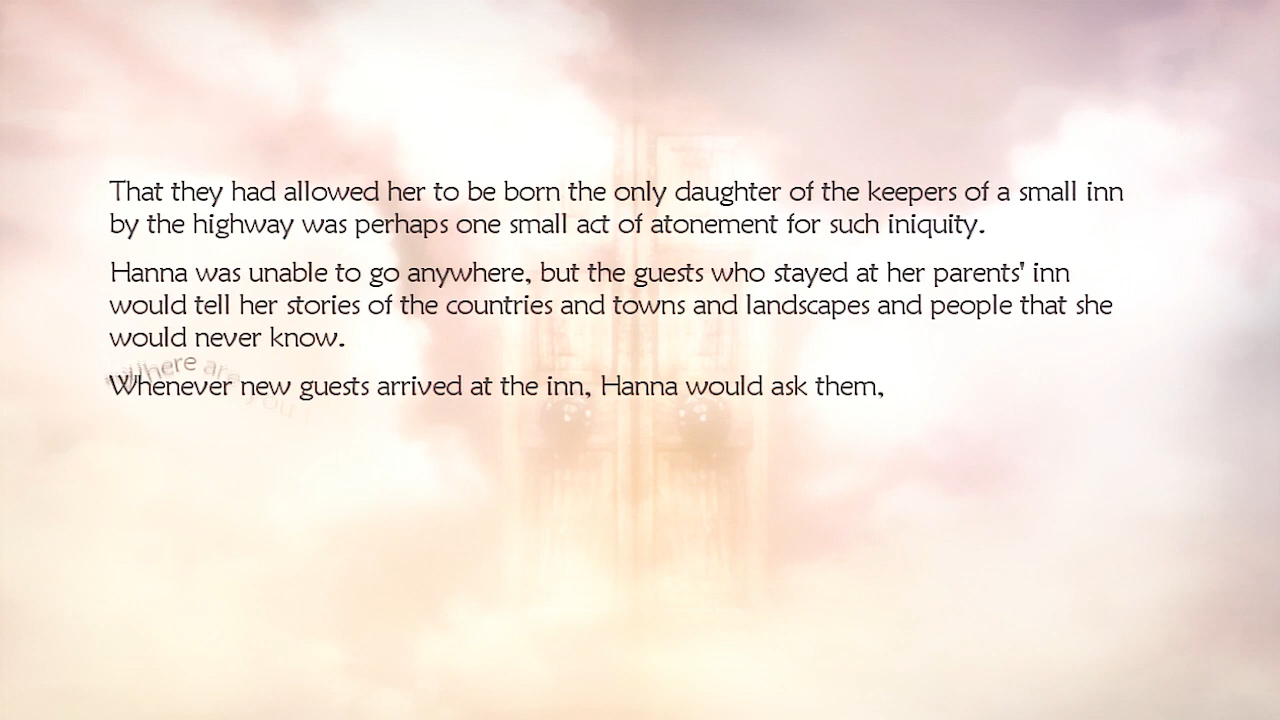 That they had allowed her to be born the only daughter of the keepers of a small inn
by the highway was perhaps one small act of atonement for such iniquity.
Hanna was unable to go anywhere, but the guests who stayed at her parents' inn
would tell her stories of the countries and towns and landscapes and people that she
would never know.
Whenever new guests arrived at the inn, Hanna would ask them,
"Where are you